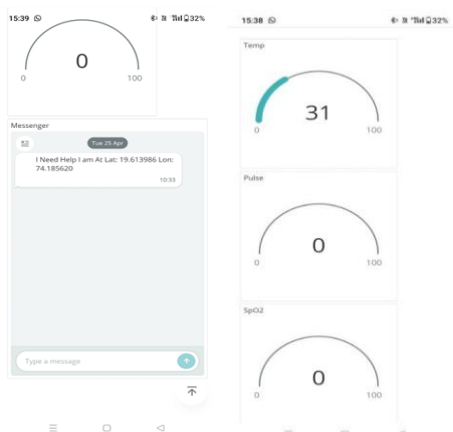 15:39
32%
0
0 100
Messenger
Tue 25 Apr
I Need Help I am At Lat: 19.613986 Lon:
74.185620
10:33
Type a message
15:38
32%
Temp
31
0 100
Pulse
0
0 100
SpO2
0
0 100